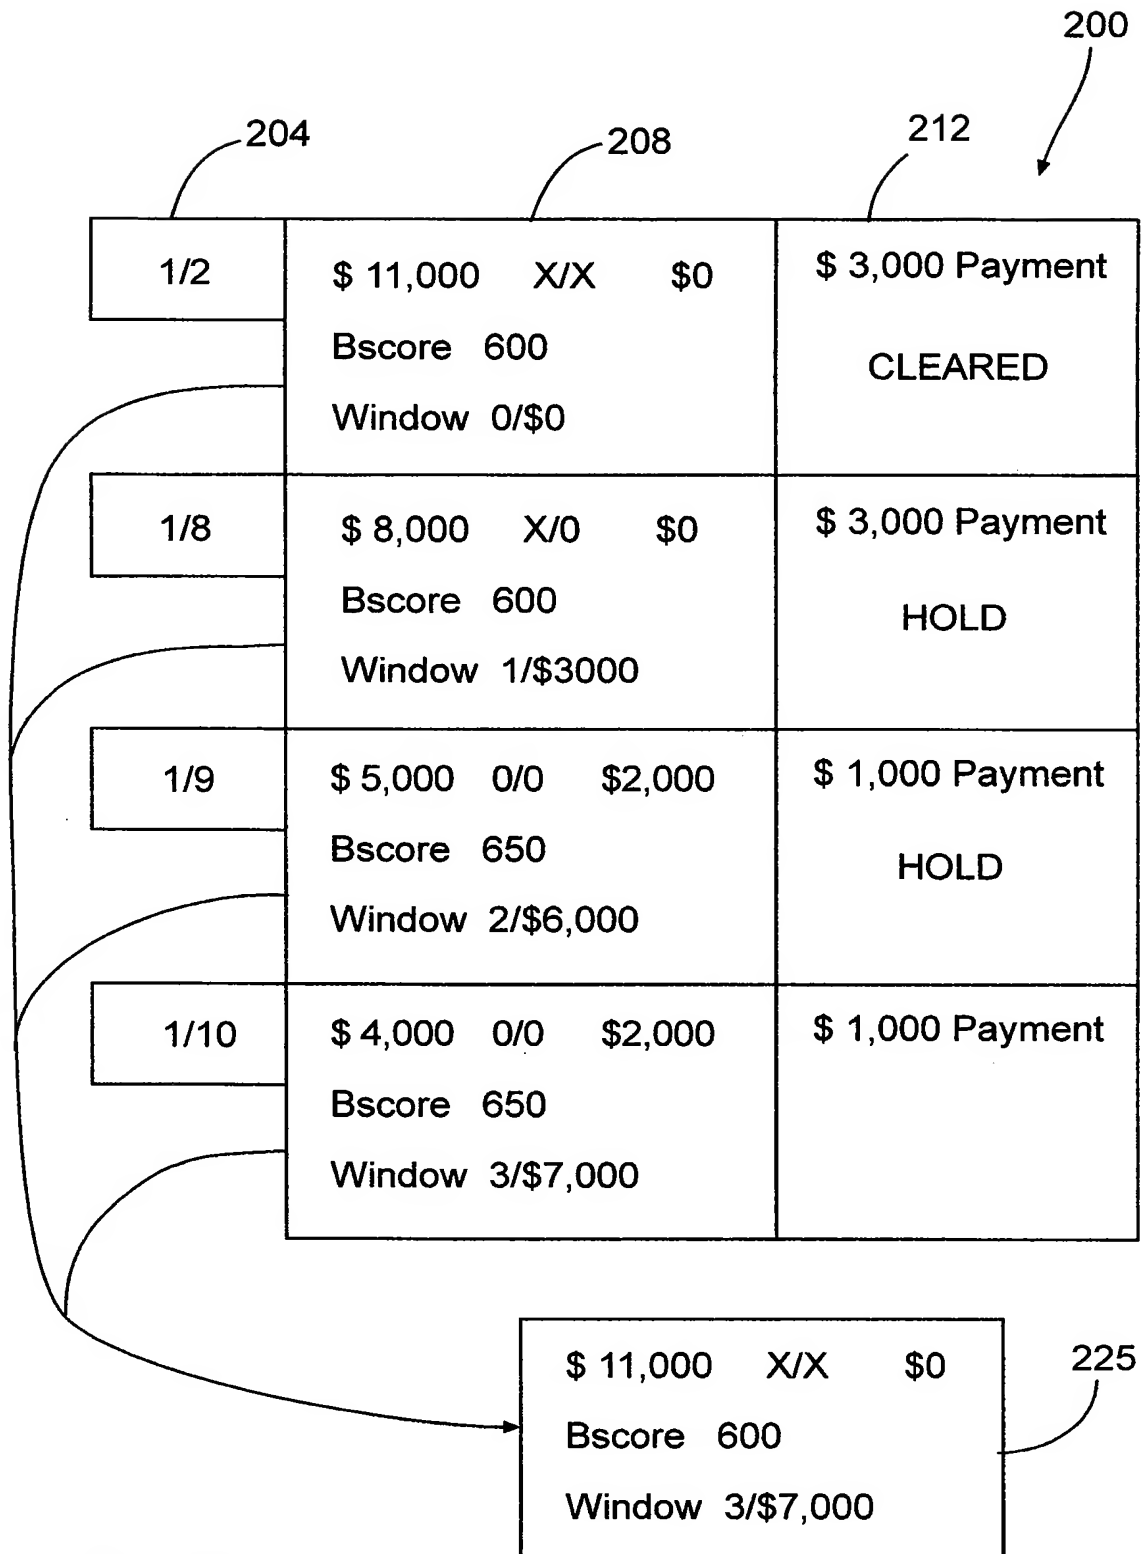 200
204
208
212
1/2
$ 11,000 X/X $0
Bscore 600
Window 0/$0
$ 3,000 Payment
CLEARED
1/8
$ 8,000 X/0 $0
Bscore 600
Window 1/$3000
$ 3,000 Payment
HOLD
1/9
$ 5,000 0/0 $2,000
Bscore 650
Window 2/$6,000
$ 1,000 Payment
HOLD
1/10
$ 4,000 0/0 $2,000
Bscore 650
Window 3/$7,000
$ 1,000 Payment
$ 11,000 X/X $0
Bscore 600
Window 3/$7,000
225